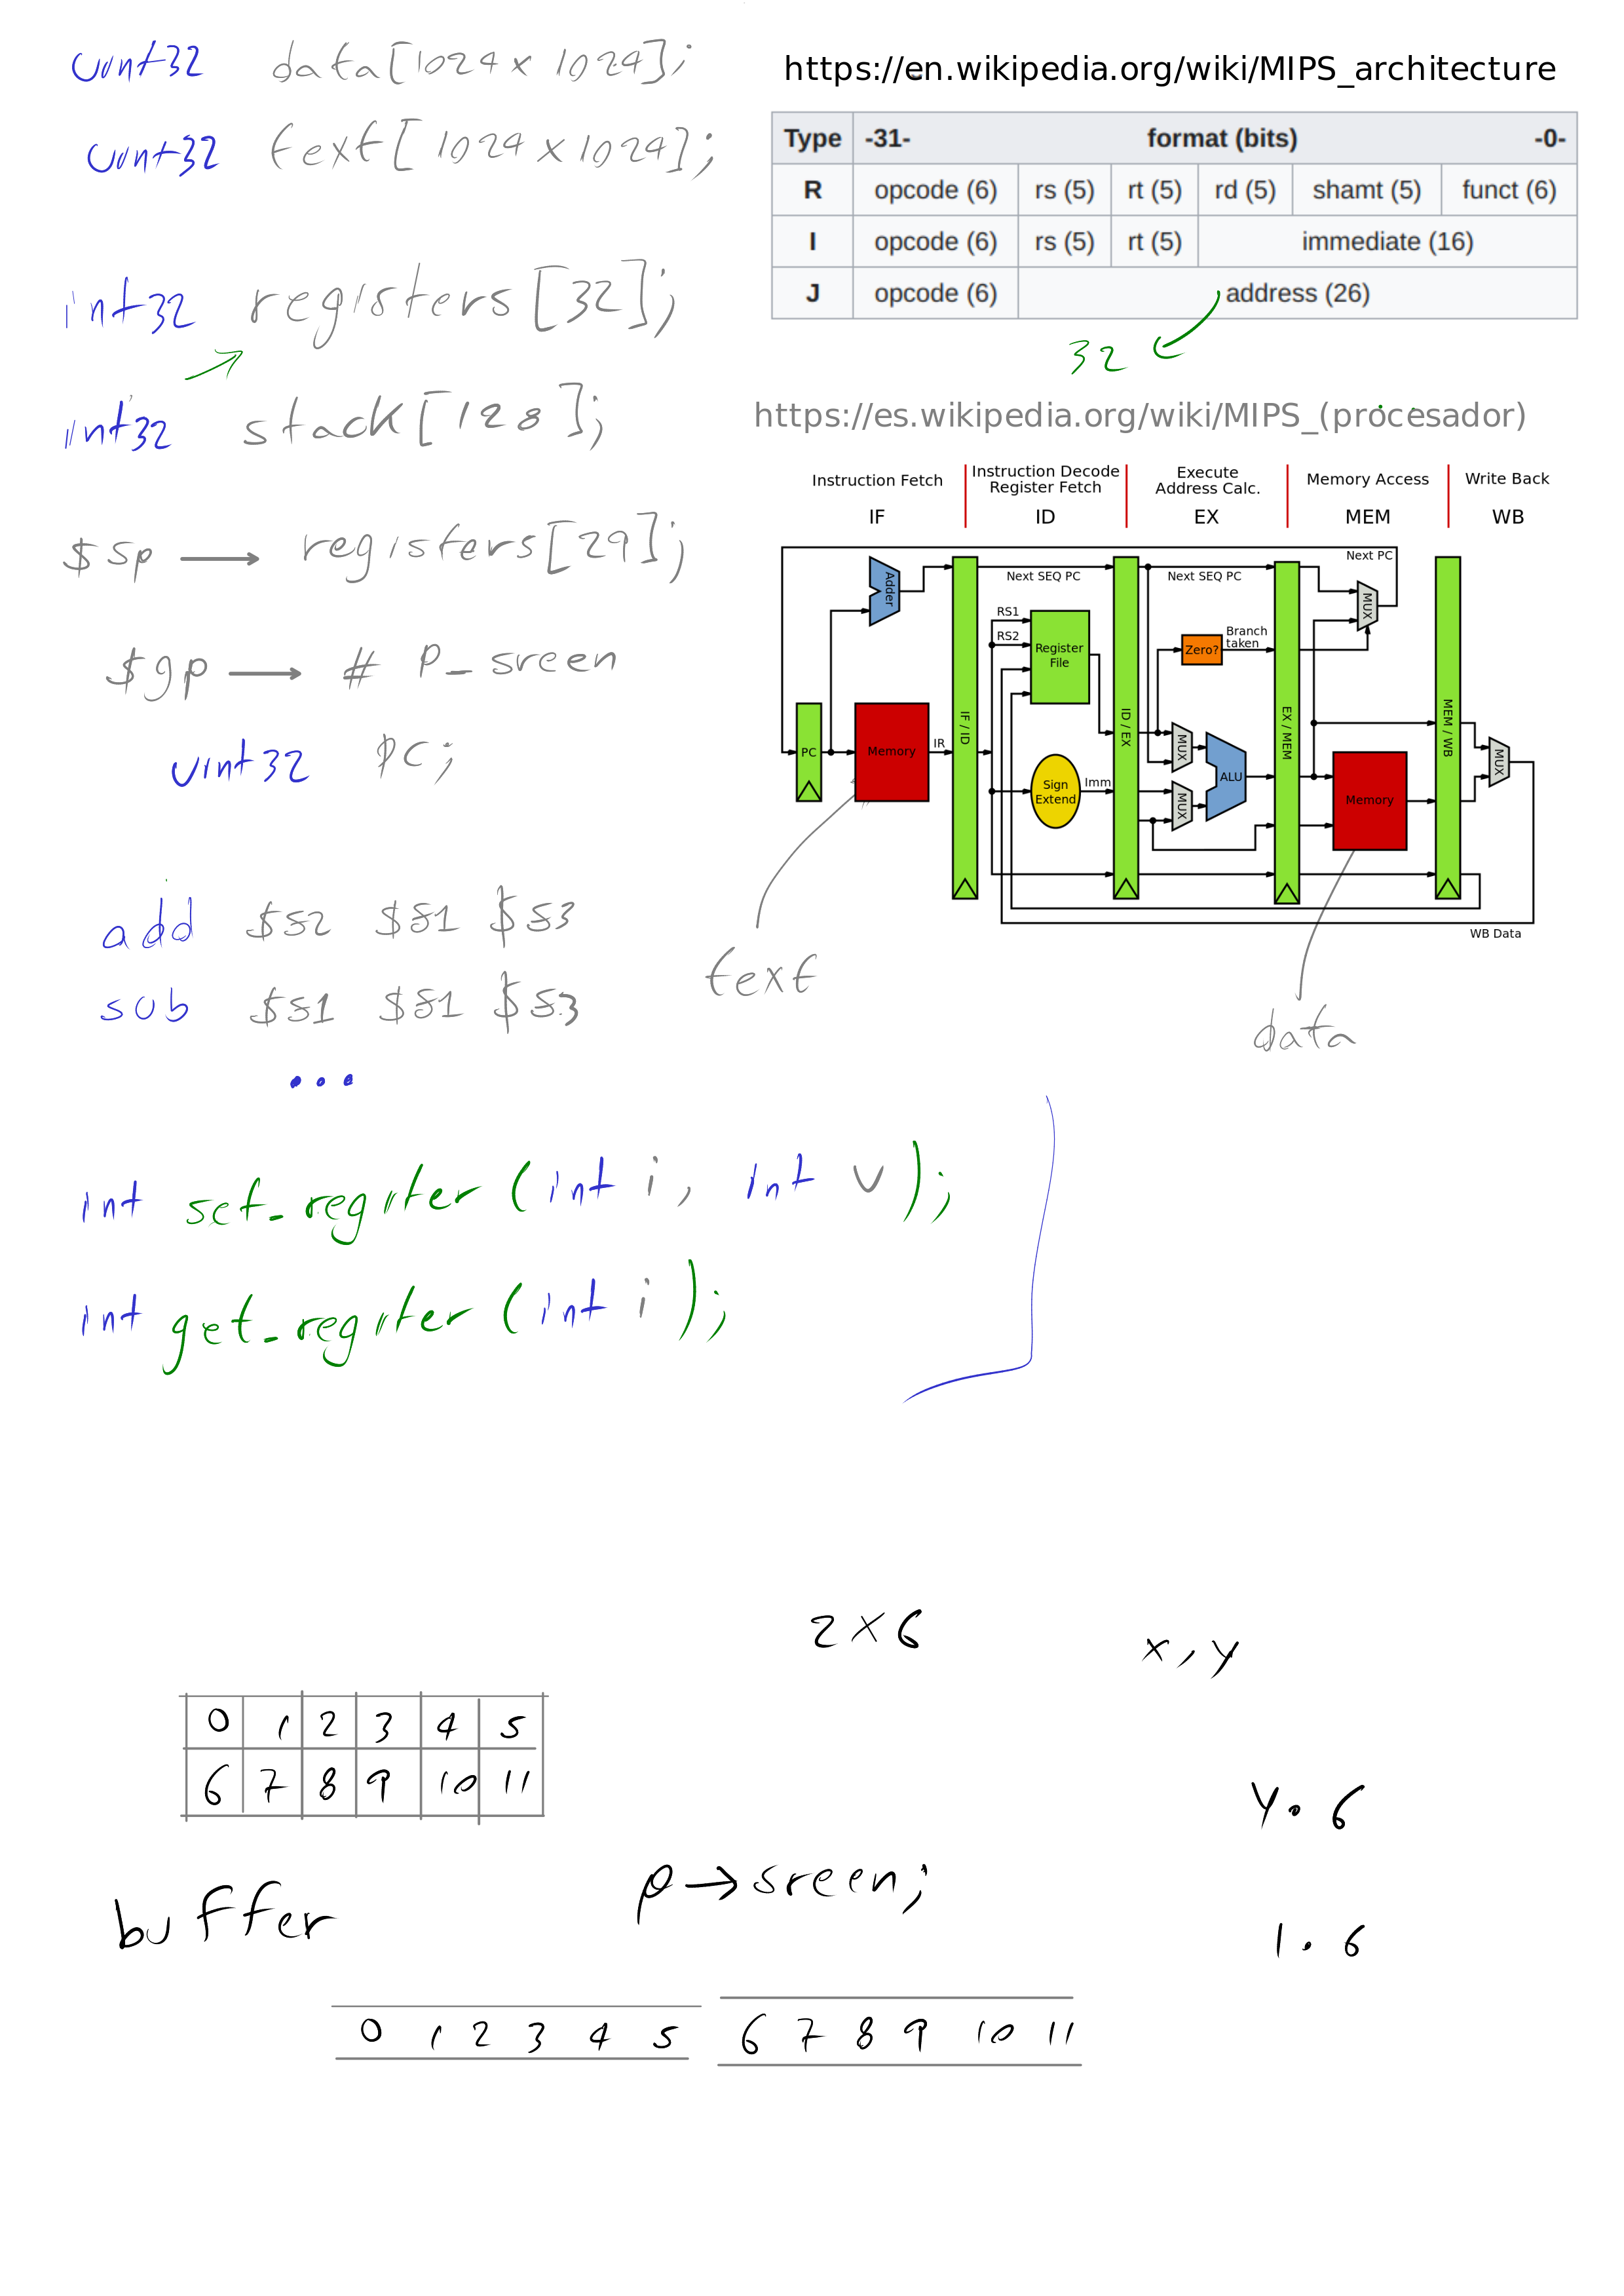 uint32 data[1024 x 1024];
uint32 text[1024 x 1024];
int32 registers[32];
int32 stack[128];
$sp → registers[29];
$gp → # p_sreen
uint32 pc;
add $s2 $s1 $s3
sub $s1 $s1 $s3
...
int set_register (int i, int v);
int get_register (int i);
https://en.wikipedia.org/wiki/MIPS_architecture
Type -31- format (bits) -0-
R opcode (6) rs (5) rt (5) rd (5) shamt (5) funct (6)
I opcode (6) rs (5) rt (5) immediate (16)
J opcode (6) address (26)
32
https://es.wikipedia.org/wiki/MIPS_(procesador)
Instruction Fetch
IF
Instruction Decode
Register Fetch
ID
Execute
Address Calc.
EX
Memory Access
MEM
Write Back
WB
Next PC
Adder
Next SEQ PC
Next SEQ PC
MUX
RS1
RS2
Register
File
Zero?
Branch
taken
PC
Memory
IR
IF / ID
Sign
Extend
Imm
ID / EX
MUX
MUX
ALU
EX / MEM
Memory
MEM / WB
MUX
WB Data
text
data
2 x 6
x, y
0 1 2 3 4 5
6 7 8 9 10 11
y . 6
buffer
p → sreen;
1 . 6
0 1 2 3 4 5 6 7 8 9 10 11